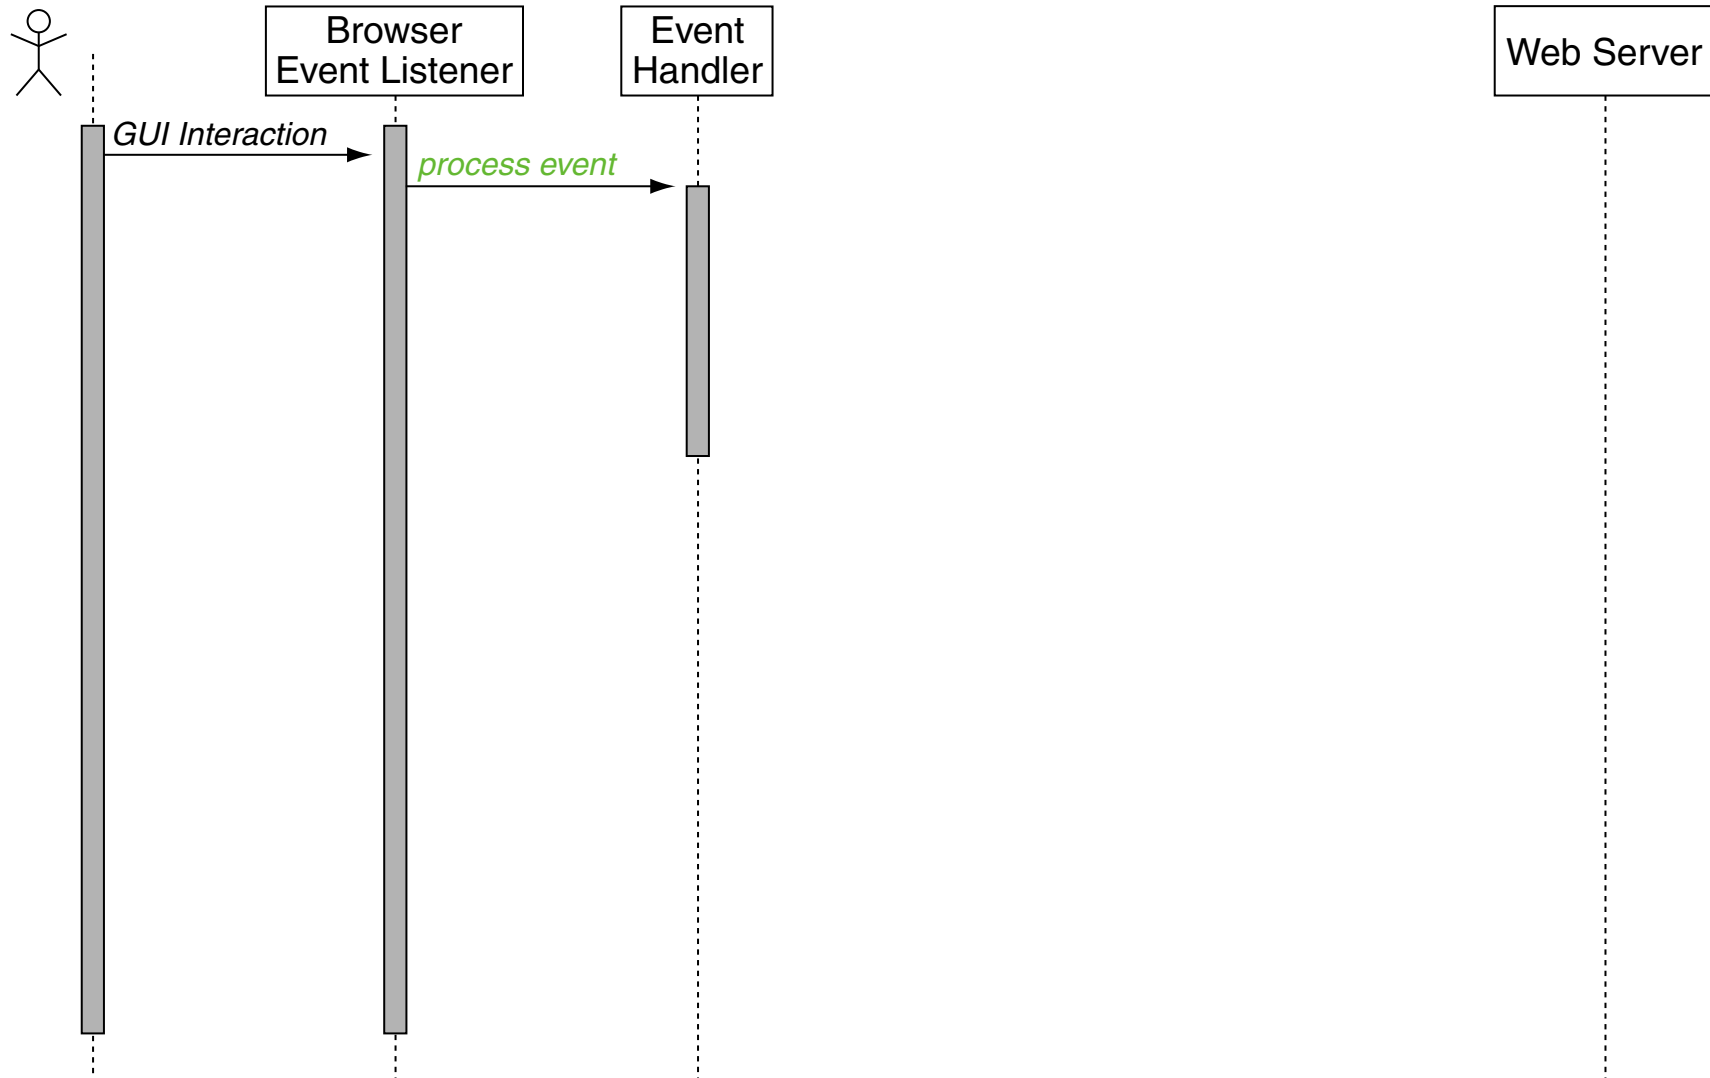 Browser
Event Listener
Event
Handler
Web Server
GUI Interaction
process event